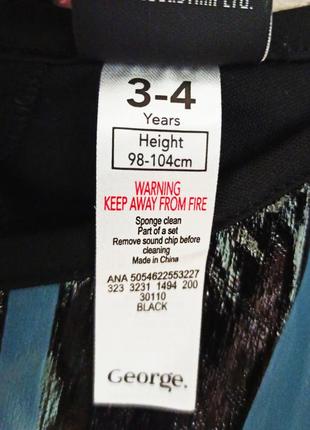 3-4
Years
Height
98-104cm
WARNING
KEEP AWAY FROM FIRE
Sponge clean
Part of a set
Remove sound chip before
cleaning
Made in China
ANA 5054622553227
323 3231 1494 200
30110
BLACK
George.